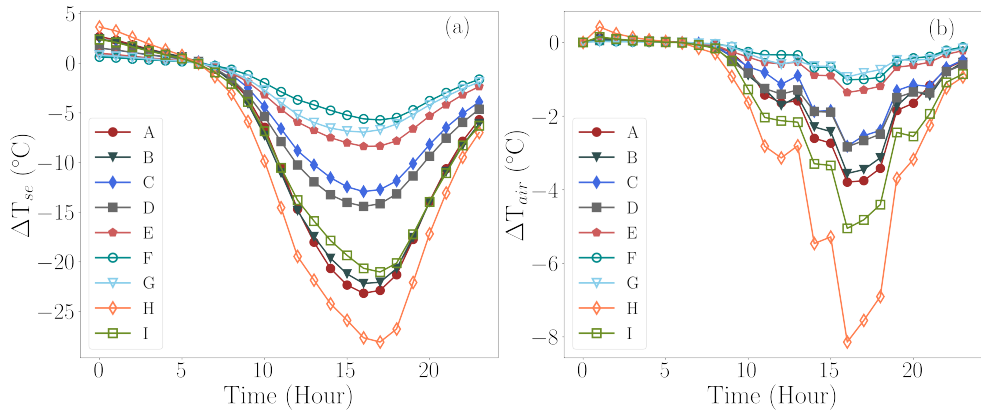 (a)
ΔT_se (°C)
5
0
−5
−10
−15
−20
−25
A
B
C
D
E
F
G
H
I
0 5 10 15 20
Time (Hour)
(b)
ΔT_air (°C)
0
−2
−4
−6
−8
A
B
C
D
E
F
G
H
I
0 5 10 15 20
Time (Hour)